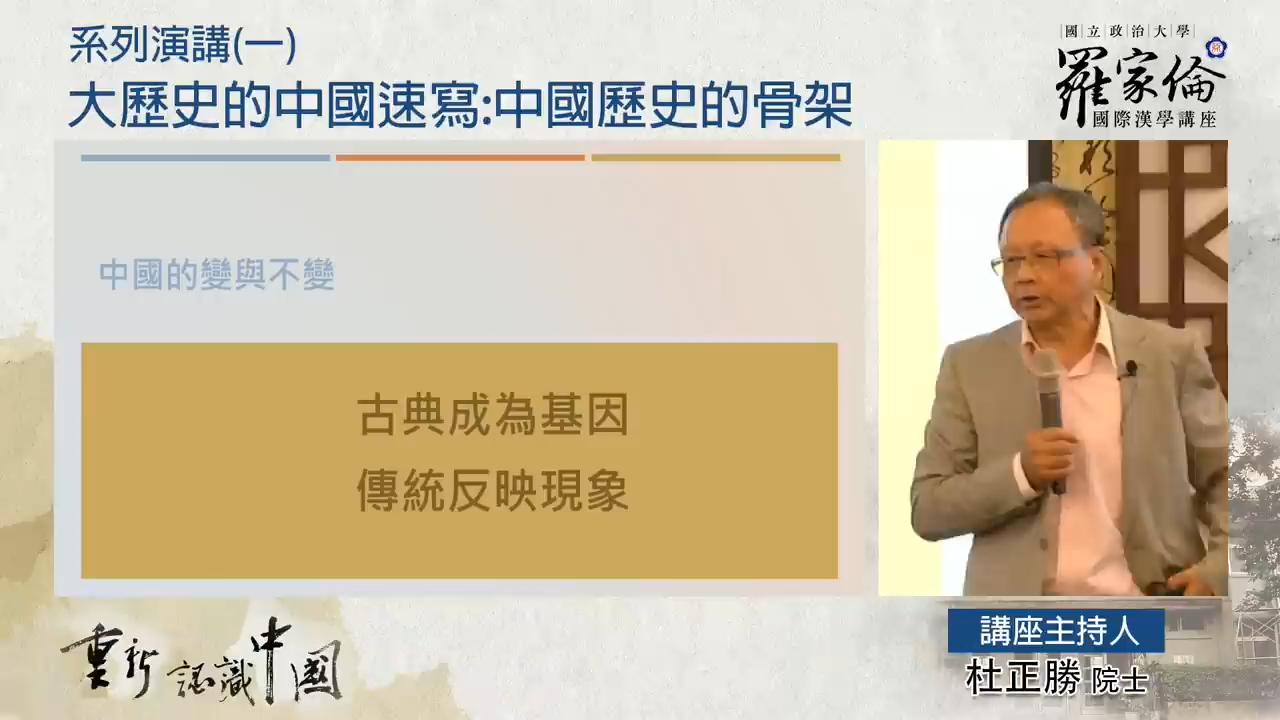 系列演講(一)
大歷史的中國速寫:中國歷史的骨架
國立政治大學
羅家倫
國際漢學講座
中國的變與不變
古典成為基因
傳統反映現象
重新認識中國
講座主持人
杜正勝 院士